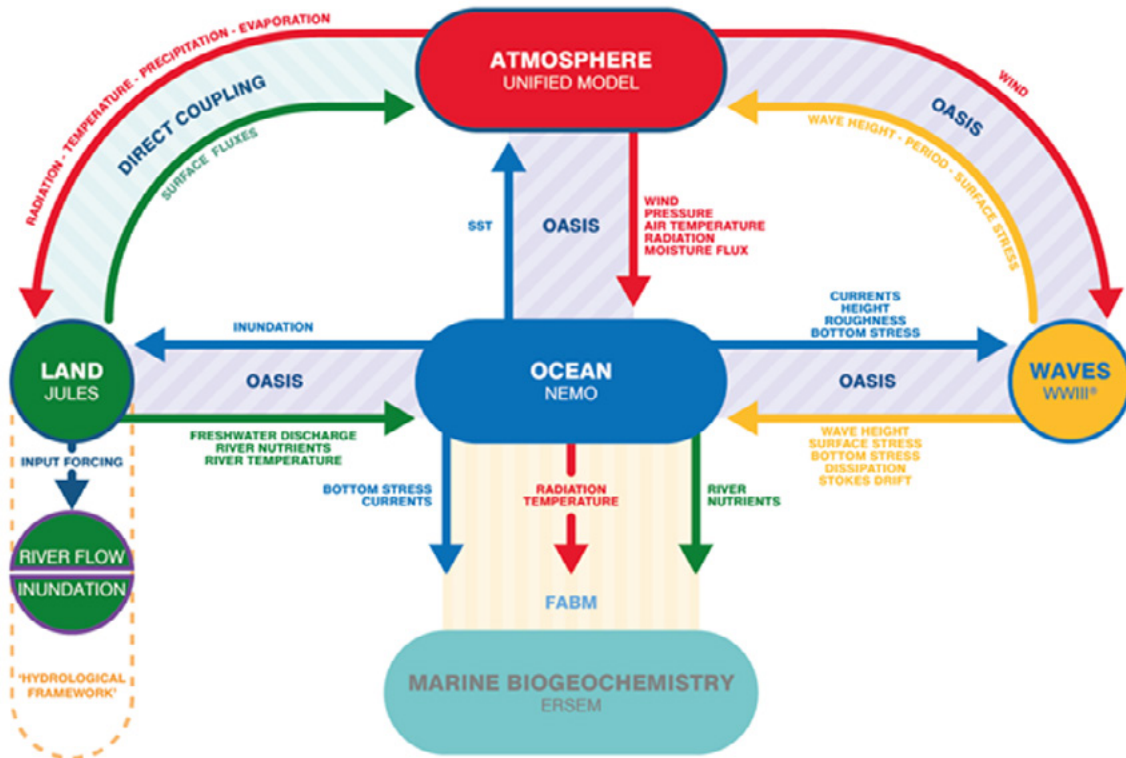 ATMOSPHERE
UNIFIED MODEL
RADIATION - TEMPERATURE - PRECIPITATION - EVAPORATION
DIRECT COUPLING
SURFACE FLUXES
WIND
OASIS
WAVE HEIGHT - PERIOD - SURFACE STRESS
SST
OASIS
WIND
PRESSURE
AIR TEMPERATURE
RADIATION
MOISTURE FLUX
INUNDATION
CURRENTS
HEIGHT
ROUGHNESS
BOTTOM STRESS
LAND
JULES
OASIS
OCEAN
NEMO
OASIS
WAVES
WWIII®
FRESHWATER DISCHARGE
RIVER NUTRIENTS
RIVER TEMPERATURE
WAVE HEIGHT
SURFACE STRESS
BOTTOM STRESS
DISSIPATION
STOKES DRIFT
INPUT FORCING
BOTTOM STRESS
CURRENTS
RADIATION
TEMPERATURE
RIVER
NUTRIENTS
RIVER FLOW
INUNDATION
FABM
'HYDROLOGICAL
FRAMEWORK'
MARINE BIOGEOCHEMISTRY
ERSEM